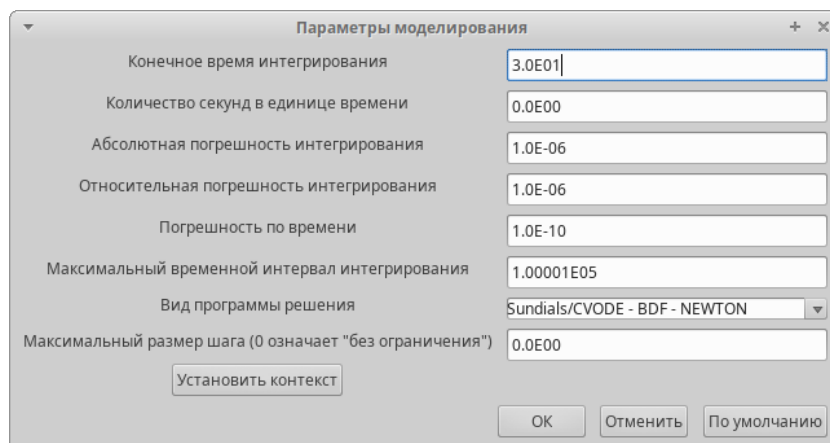 Параметры моделирования
Конечное время интегрирования 3.0E01
Количество секунд в единице времени 0.0E00
Абсолютная погрешность интегрирования 1.0E-06
Относительная погрешность интегрирования 1.0E-06
Погрешность по времени 1.0E-10
Максимальный временной интервал интегрирования 1.00001E05
Вид программы решения Sundials/CVODE - BDF - NEWTON
Максимальный размер шага (0 означает "без ограничения") 0.0E00
Установить контекст
ОК Отменить По умолчанию